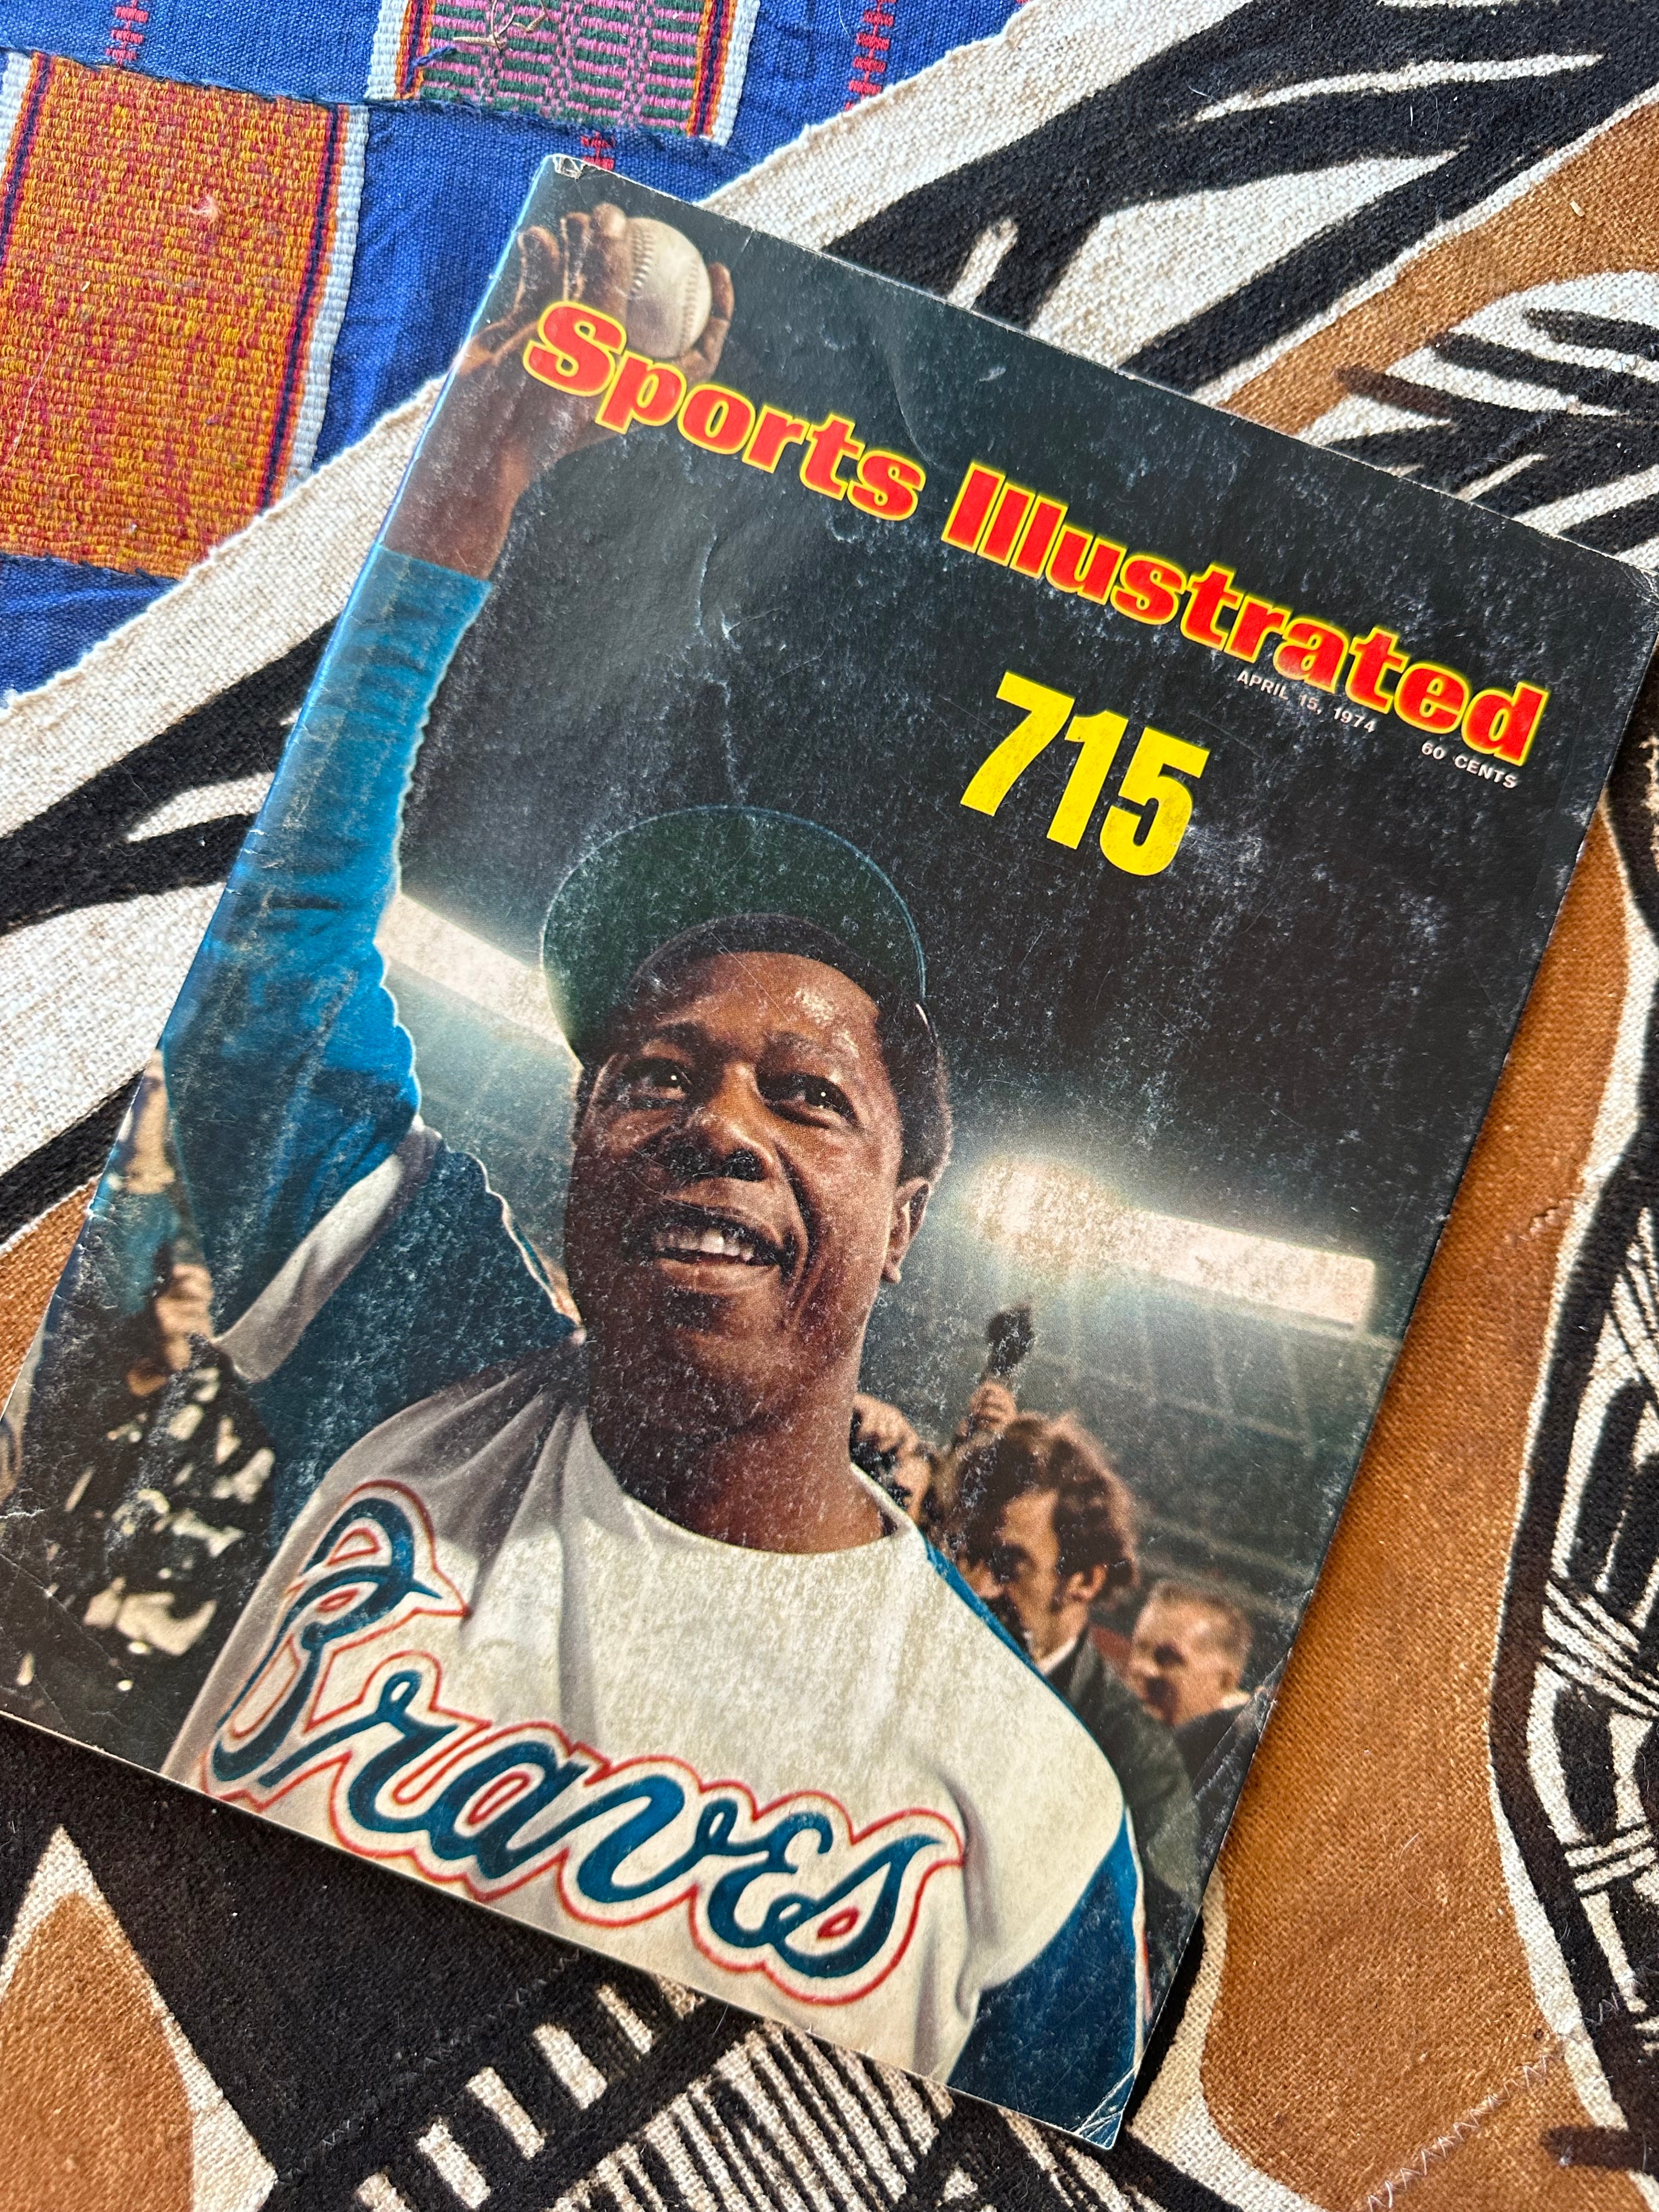 Sports Illustrated
APRIL 15, 1974 60 CENTS
715
Braves